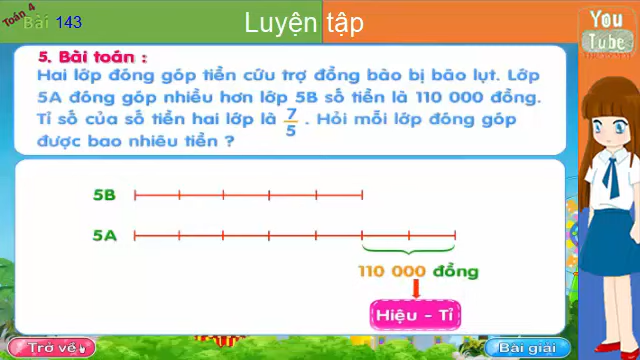 Toán 4
Bài 143
Luyện tập
You
Tube
5. Bài toán :
Hai lớp đóng góp tiền cứu trợ đồng bào bị bão lụt. Lớp
5A đóng góp nhiều hơn lớp 5B số tiền là 110 000 đồng.
Tỉ số của số tiền hai lớp là 7/5 . Hỏi mỗi lớp đóng góp
được bao nhiêu tiền ?
5B
5A
110 000 đồng
Hiệu - Tỉ
Trở về
Bài giải